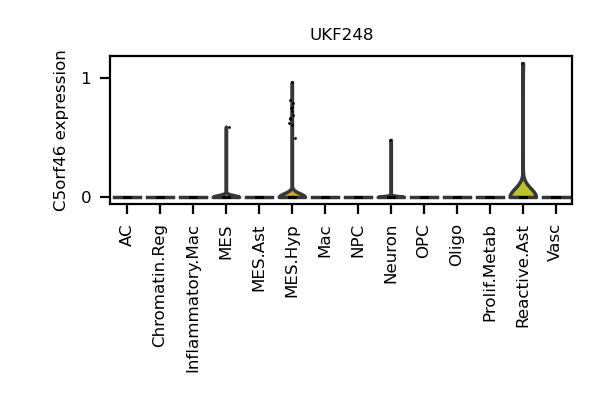 UKF248
C5orf46 expression
1
0
AC
Chromatin.Reg
Inflammatory.Mac
MES
MES.Ast
MES.Hyp
Mac
NPC
Neuron
OPC
Oligo
Prolif.Metab
Reactive.Ast
Vasc